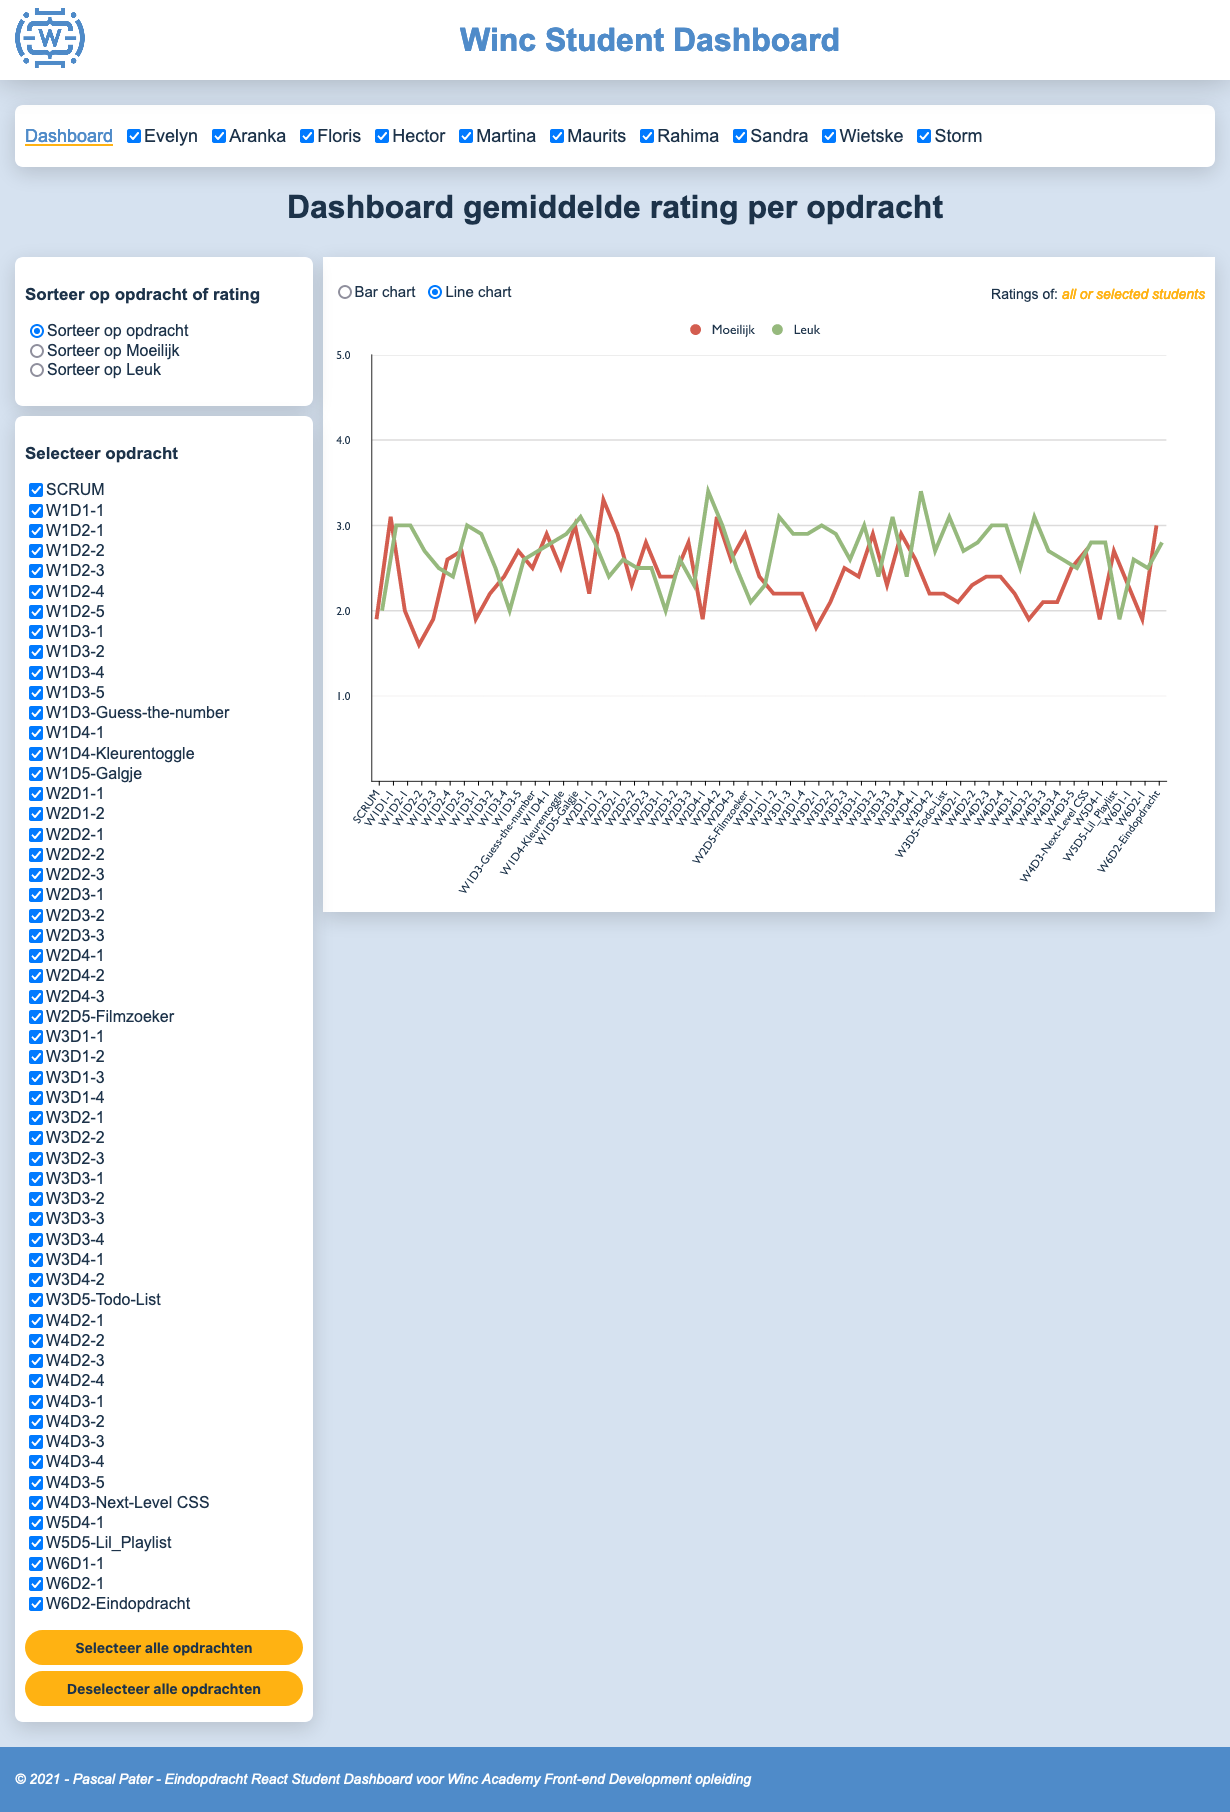 W
Winc Student Dashboard
Dashboard Evelyn Aranka Floris Hector Martina Maurits Rahima Sandra Wietske Storm
Dashboard gemiddelde rating per opdracht
Sorteer op opdracht of rating
Sorteer op opdracht
Sorteer op Moeilijk
Sorteer op Leuk
Selecteer opdracht
SCRUM
W1D1-1
W1D2-1
W1D2-2
W1D2-3
W1D2-4
W1D2-5
W1D3-1
W1D3-2
W1D3-4
W1D3-5
W1D3-Guess-the-number
W1D4-1
W1D4-Kleurentoggle
W1D5-Galgje
W2D1-1
W2D1-2
W2D2-1
W2D2-2
W2D2-3
W2D3-1
W2D3-2
W2D3-3
W2D4-1
W2D4-2
W2D4-3
W2D5-Filmzoeker
W3D1-1
W3D1-2
W3D1-3
W3D1-4
W3D2-1
W3D2-2
W3D2-3
W3D3-1
W3D3-2
W3D3-3
W3D3-4
W3D4-1
W3D4-2
W3D5-Todo-List
W4D2-1
W4D2-2
W4D2-3
W4D2-4
W4D3-1
W4D3-2
W4D3-3
W4D3-4
W4D3-5
W4D3-Next-Level CSS
W5D4-1
W5D5-Lil_Playlist
W6D1-1
W6D2-1
W6D2-Eindopdracht
Selecteer alle opdrachten
Deselecteer alle opdrachten
Bar chart Line chart
Ratings of: all or selected students
Moeilijk Leuk
5.0
4.0
3.0
2.0
1.0
SCRUM
W1D1-1
W1D2-1
W1D2-2
W1D2-3
W1D2-4
W1D2-5
W1D3-1
W1D3-2
W1D3-4
W1D3-5
W1D3-Guess-the-number
W1D4-1
W1D4-Kleurentoggle
W1D5-Galgje
W2D1-1
W2D1-2
W2D2-1
W2D2-2
W2D2-3
W2D3-1
W2D3-2
W2D3-3
W2D4-1
W2D4-2
W2D4-3
W2D5-Filmzoeker
W3D1-1
W3D1-2
W3D1-3
W3D1-4
W3D2-1
W3D2-2
W3D2-3
W3D3-1
W3D3-2
W3D3-3
W3D3-4
W3D4-1
W3D4-2
W3D5-Todo-List
W4D2-1
W4D2-2
W4D2-3
W4D2-4
W4D3-1
W4D3-2
W4D3-3
W4D3-4
W4D3-5
W4D3-Next-Level CSS
W5D4-1
W5D5-Lil_Playlist
W6D1-1
W6D2-1
W6D2-Eindopdracht
© 2021 - Pascal Pater - Eindopdracht React Student Dashboard voor Winc Academy Front-end Development opleiding